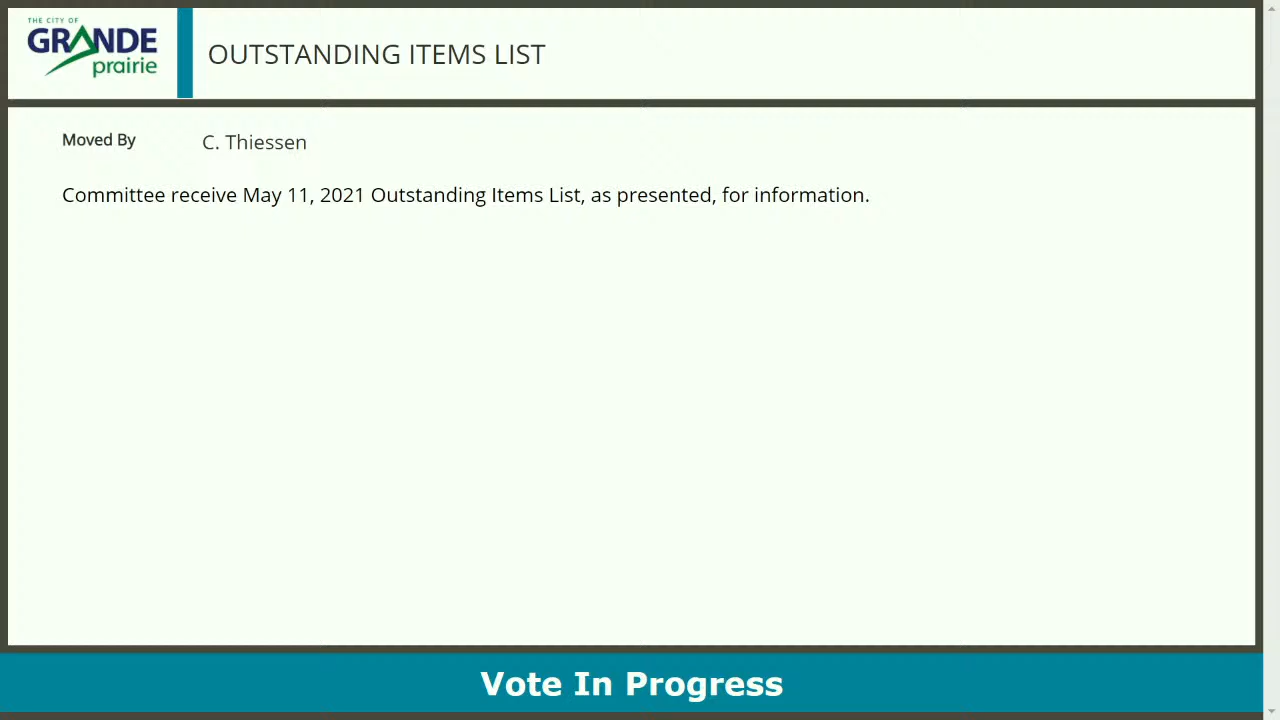 THE CITY OF
GRANDE
prairie
OUTSTANDING ITEMS LIST
Moved By
C. Thiessen
Committee receive May 11, 2021 Outstanding Items List, as presented, for information.
Vote In Progress